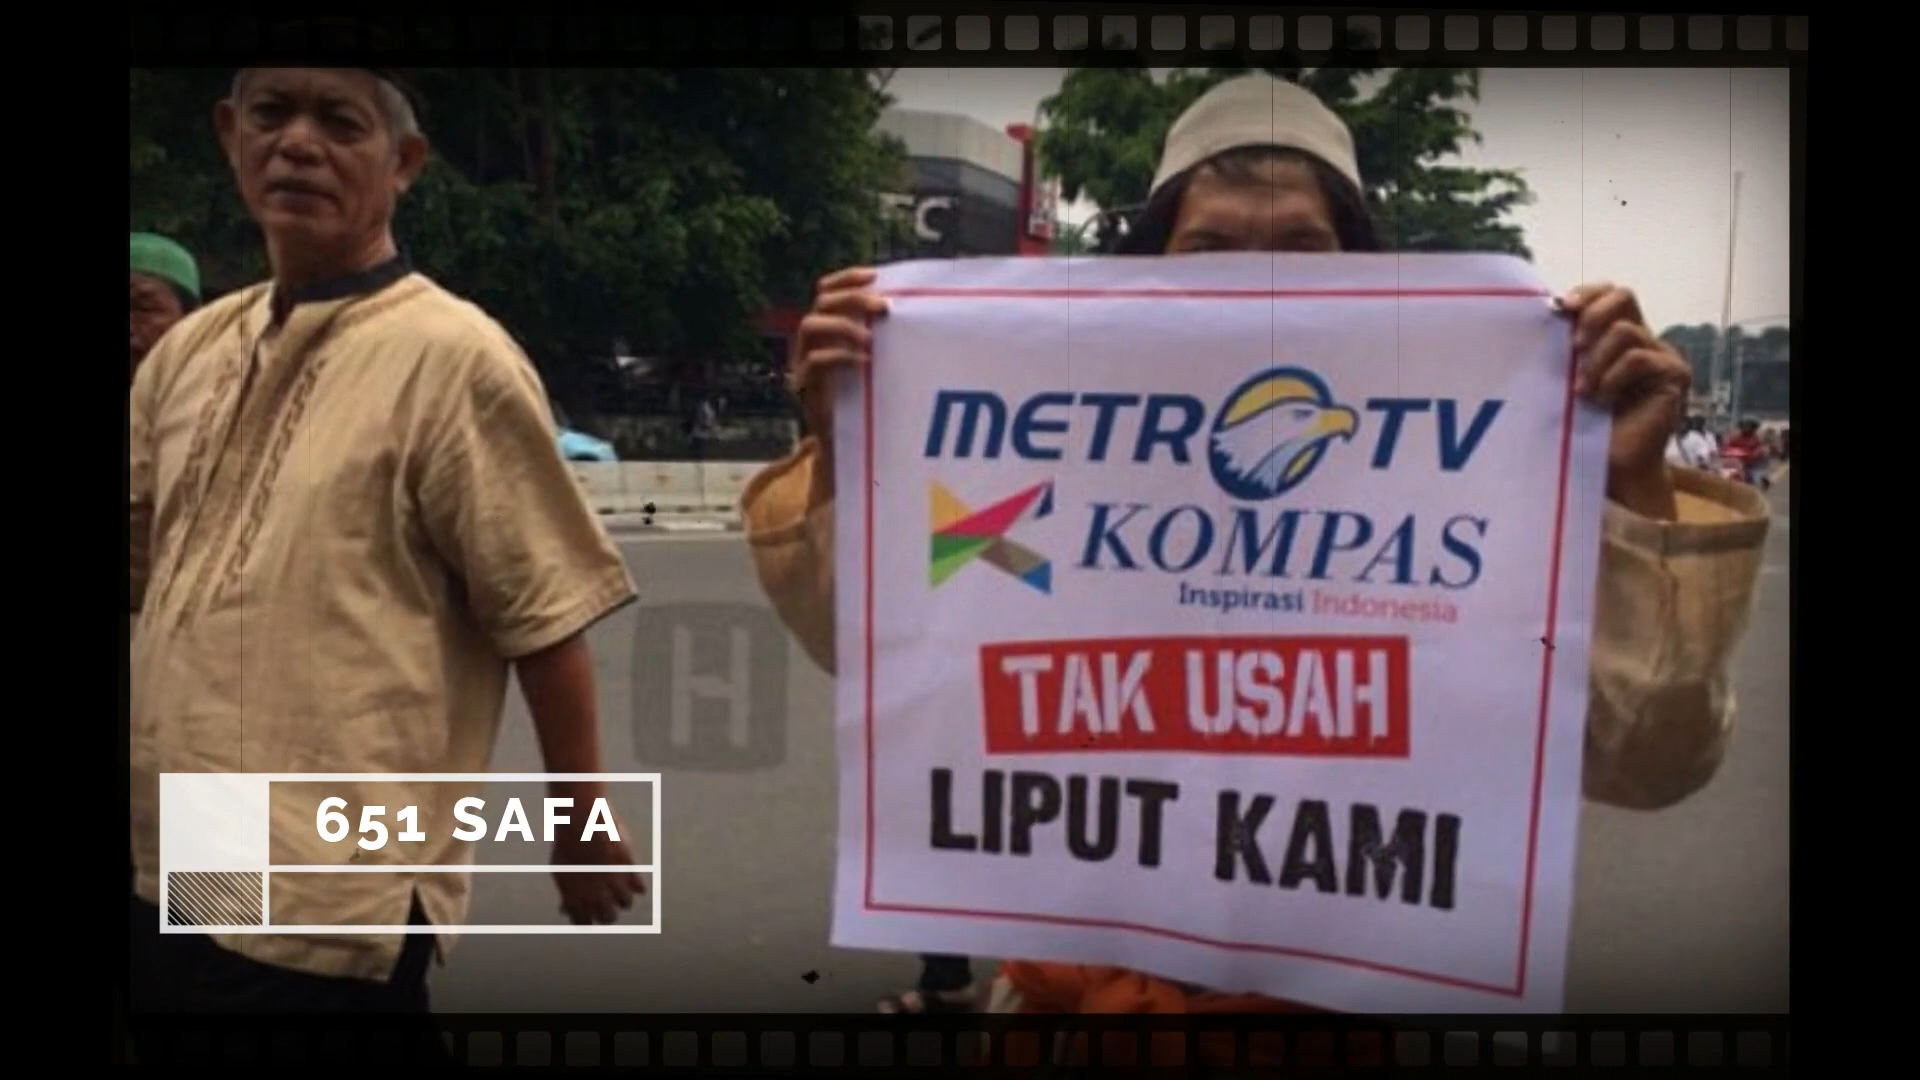 METRO TV
KOMPAS
Inspirasi Indonesia
TAK USAH
LIPUT KAMI
651 SAFA
H